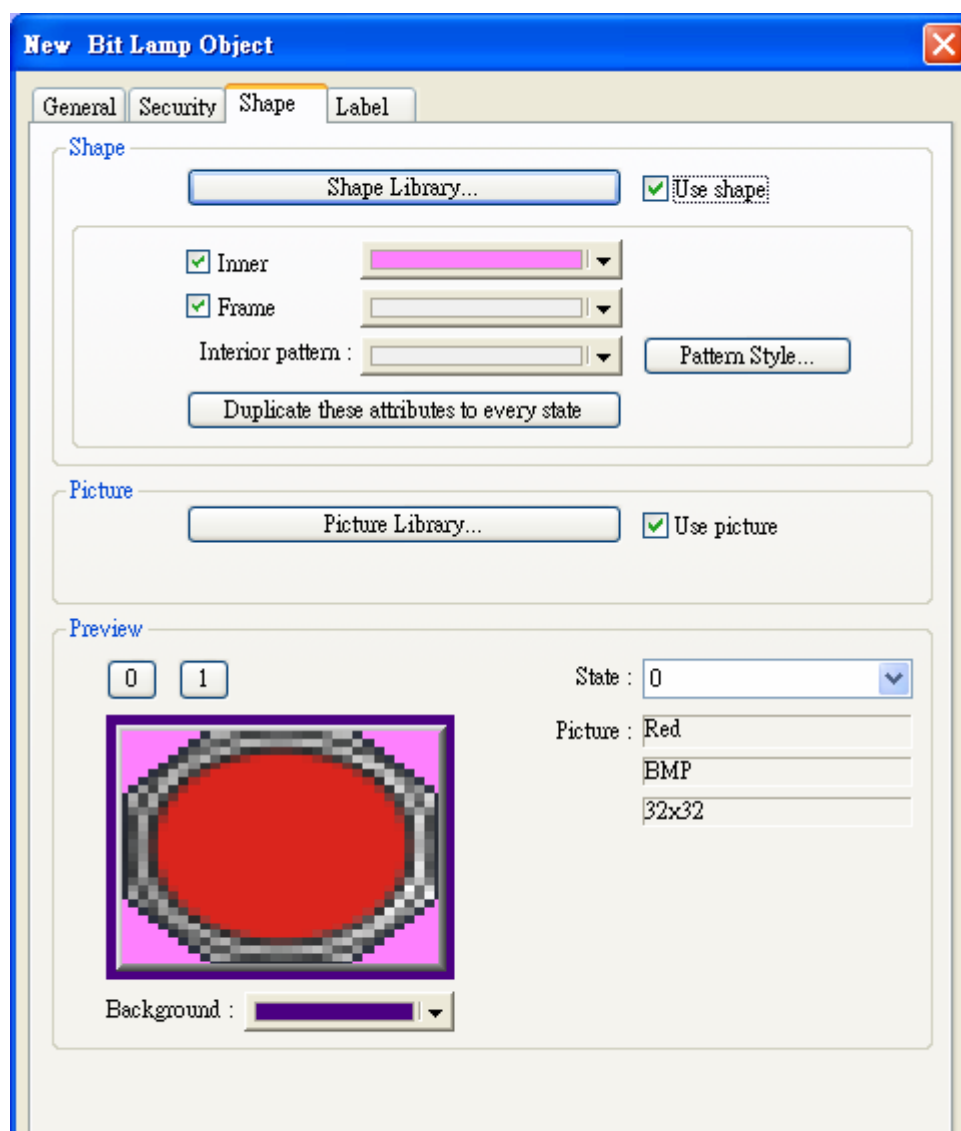 New Bit Lamp Object
General Security Shape Label
Shape
Shape Library... Use shape
Inner
Frame
Interior pattern : Pattern Style...
Duplicate these attributes to every state
Picture
Picture Library... Use picture
Preview
0 1 State : 0
Picture : Red
BMP
32x32
Background :